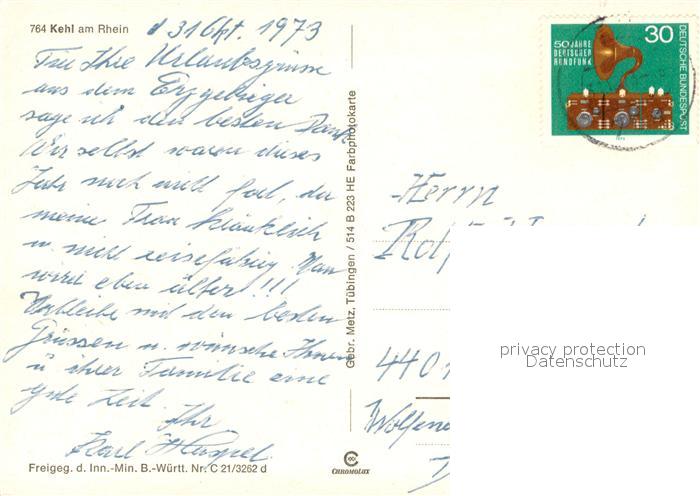 764 Kehl am Rhein
d 31 Okt. 1973
Für Ihre Urlaubsgrüsse
aus dem Erzgebirge
sage ich den besten Dank
Wir selbst waren dieses
Jahr noch nicht fort, da
meine Frau kränklich
u. nicht reisefähig. Man
wird eben älter!!!
Verbleibe mit den besten
Grüssen u. wünsche Ihnen
u ihrer Familie eine
gute Zeit.
Ihr
Karl
Freigeg. d. Inn.-Min. B.-Württ. Nr. C 21/3262 d
Gebr. Metz, Tübingen / 514 B 223 HE Farbphotokarte
CHROMOLUX
50 JAHRE
DEUTSCHER
RUNDFUNK
30
DEUTSCHE BUNDESPOST
Herrn
440
privacy protection
Datenschutz